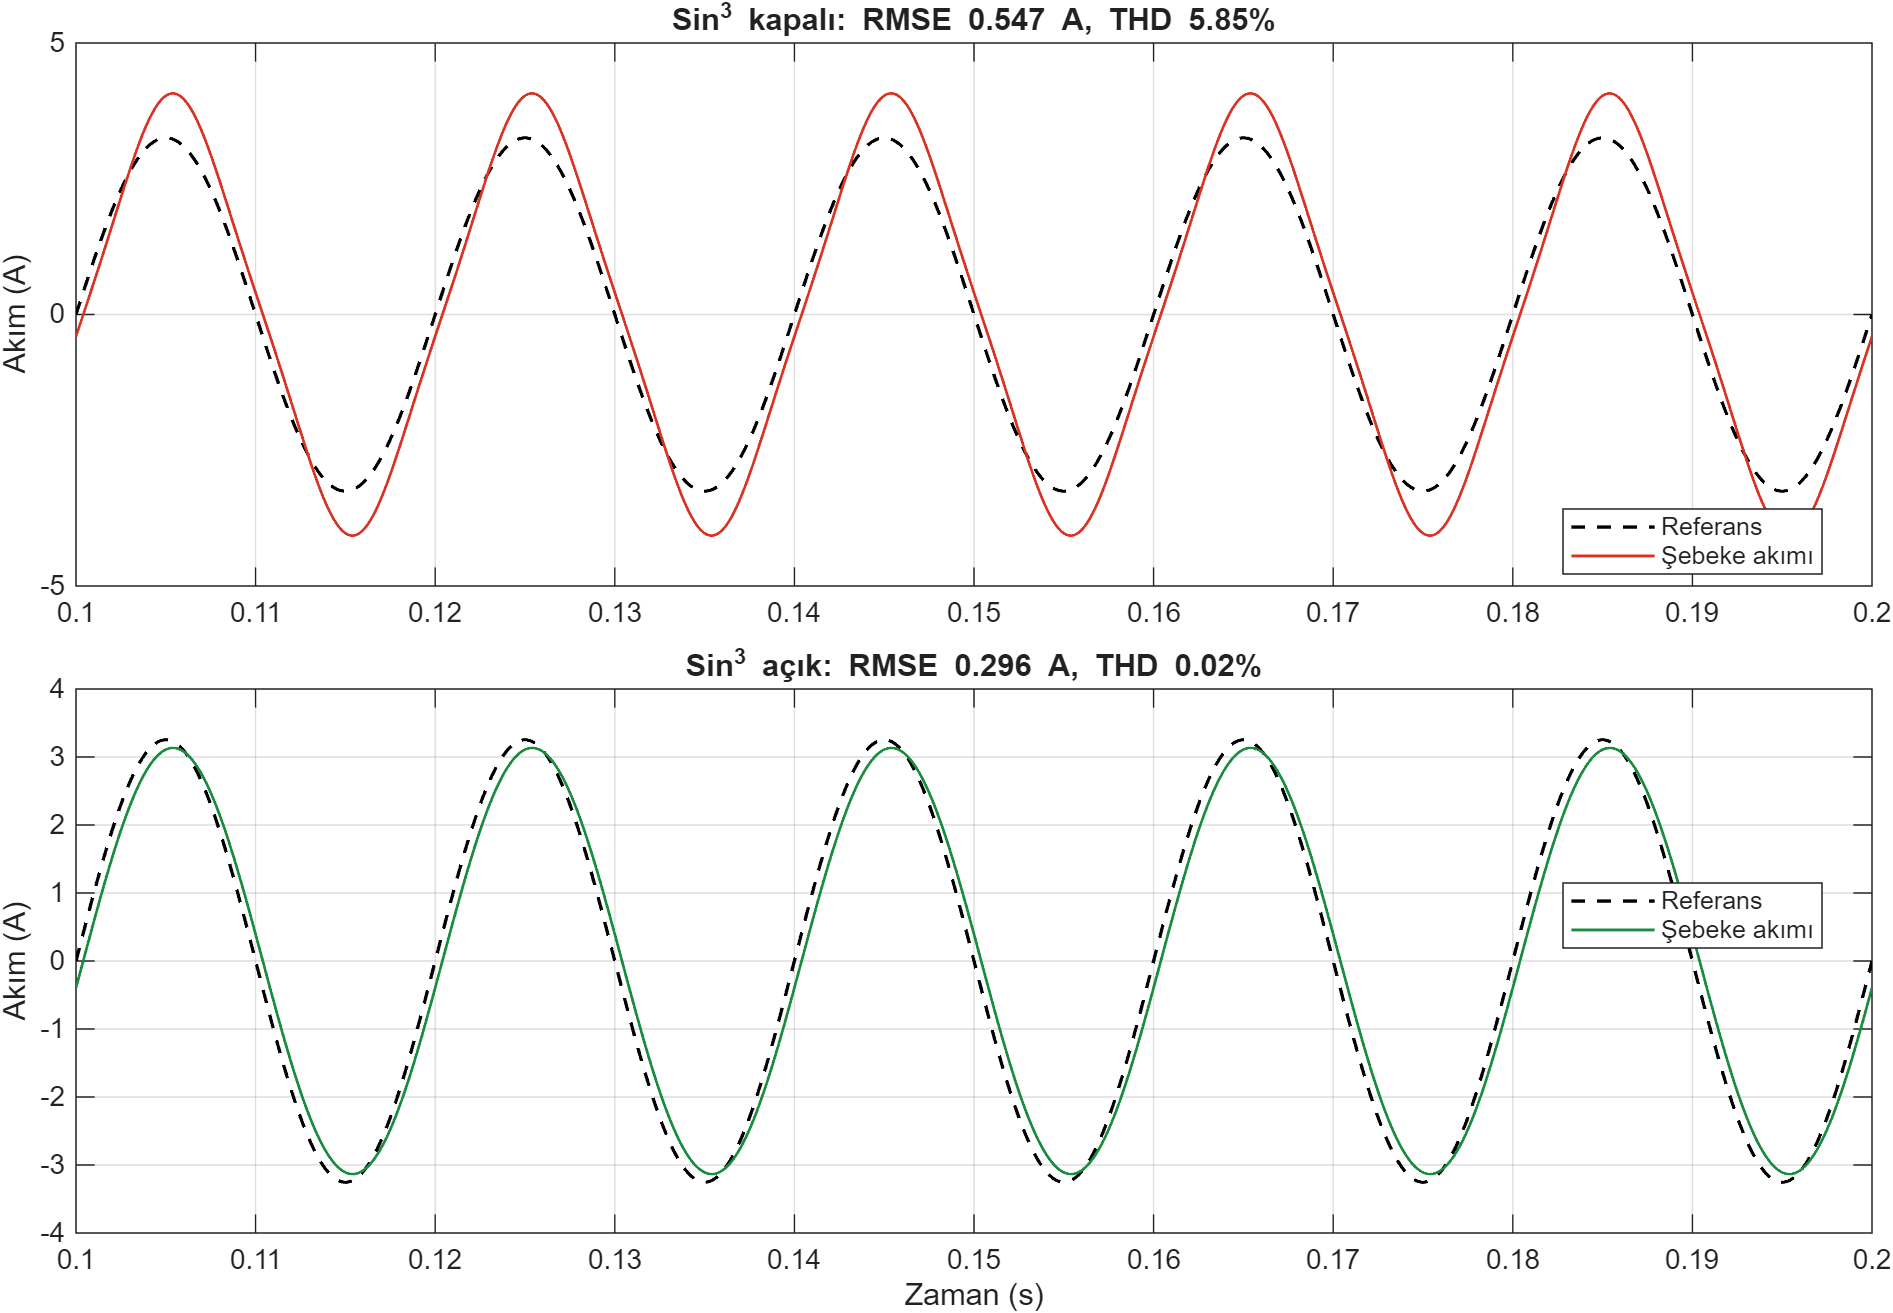 Sin³ kapalı: RMSE 0.547 A, THD 5.85%
5
0
-5
Akım (A)
Referans
Şebeke akımı
0.1 0.11 0.12 0.13 0.14 0.15 0.16 0.17 0.18 0.19 0.2
Sin³ açık: RMSE 0.296 A, THD 0.02%
4
3
2
1
0
-1
-2
-3
-4
Akım (A)
Referans
Şebeke akımı
0.1 0.11 0.12 0.13 0.14 0.15 0.16 0.17 0.18 0.19 0.2
Zaman (s)